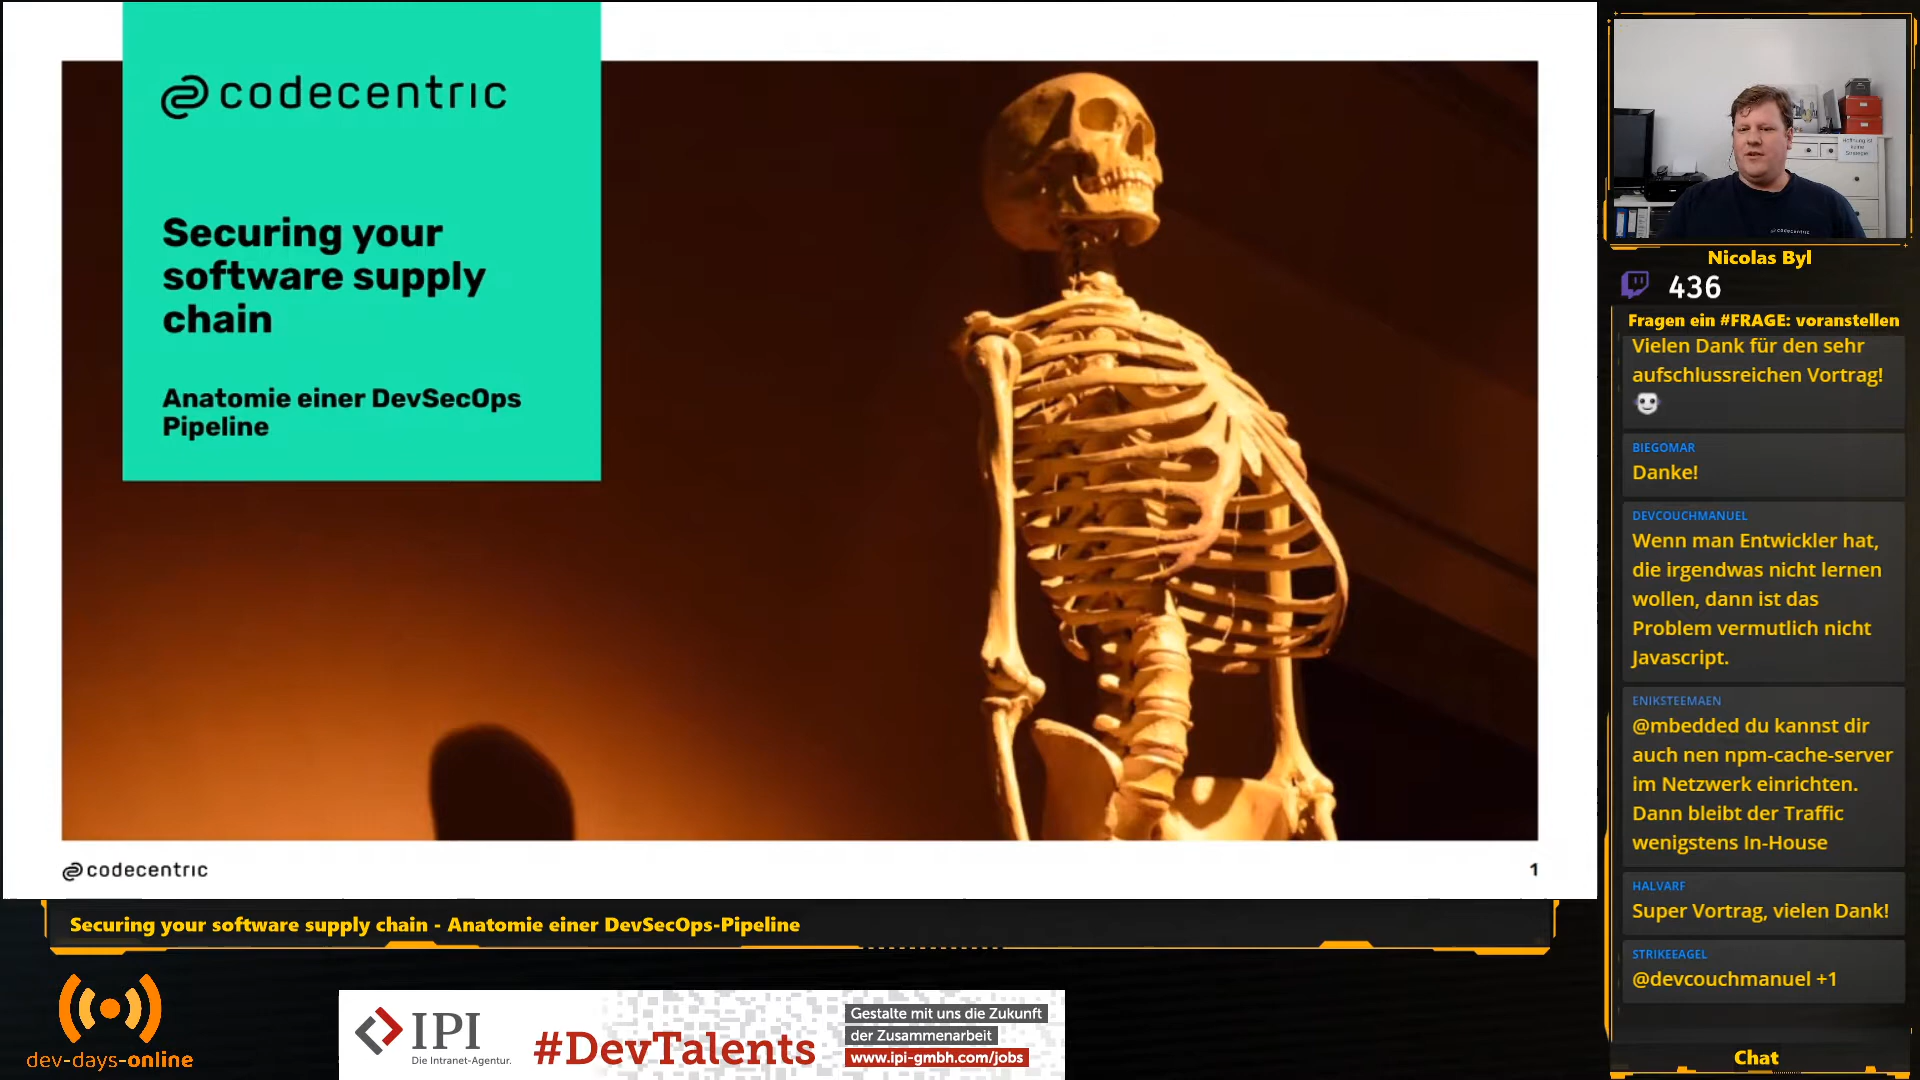 codecentric
Securing your
software supply
chain
Anatomie einer DevSecOps
Pipeline
codecentric
1
Securing your software supply chain - Anatomie einer DevSecOps-Pipeline
dev-days-online
IPI
Die Intranet-Agentur.
#DevTalents
Gestalte mit uns die Zukunft
der Zusammenarbeit
www.ipi-gmbh.com/jobs
codecentric
Nicolas Byl
436
Fragen ein #FRAGE: voranstellen
Vielen Dank für den sehr
aufschlussreichen Vortrag!
BIEGOMAR
Danke!
DEVCOUCHMANUEL
Wenn man Entwickler hat,
die irgendwas nicht lernen
wollen, dann ist das
Problem vermutlich nicht
Javascript.
ENIKSTEEMAEN
@mbedded du kannst dir
auch nen npm-cache-server
im Netzwerk einrichten.
Dann bleibt der Traffic
wenigstens In-House
HALVARF
Super Vortrag, vielen Dank!
STRIKEEAGEL
@devcouchmanuel +1
Chat